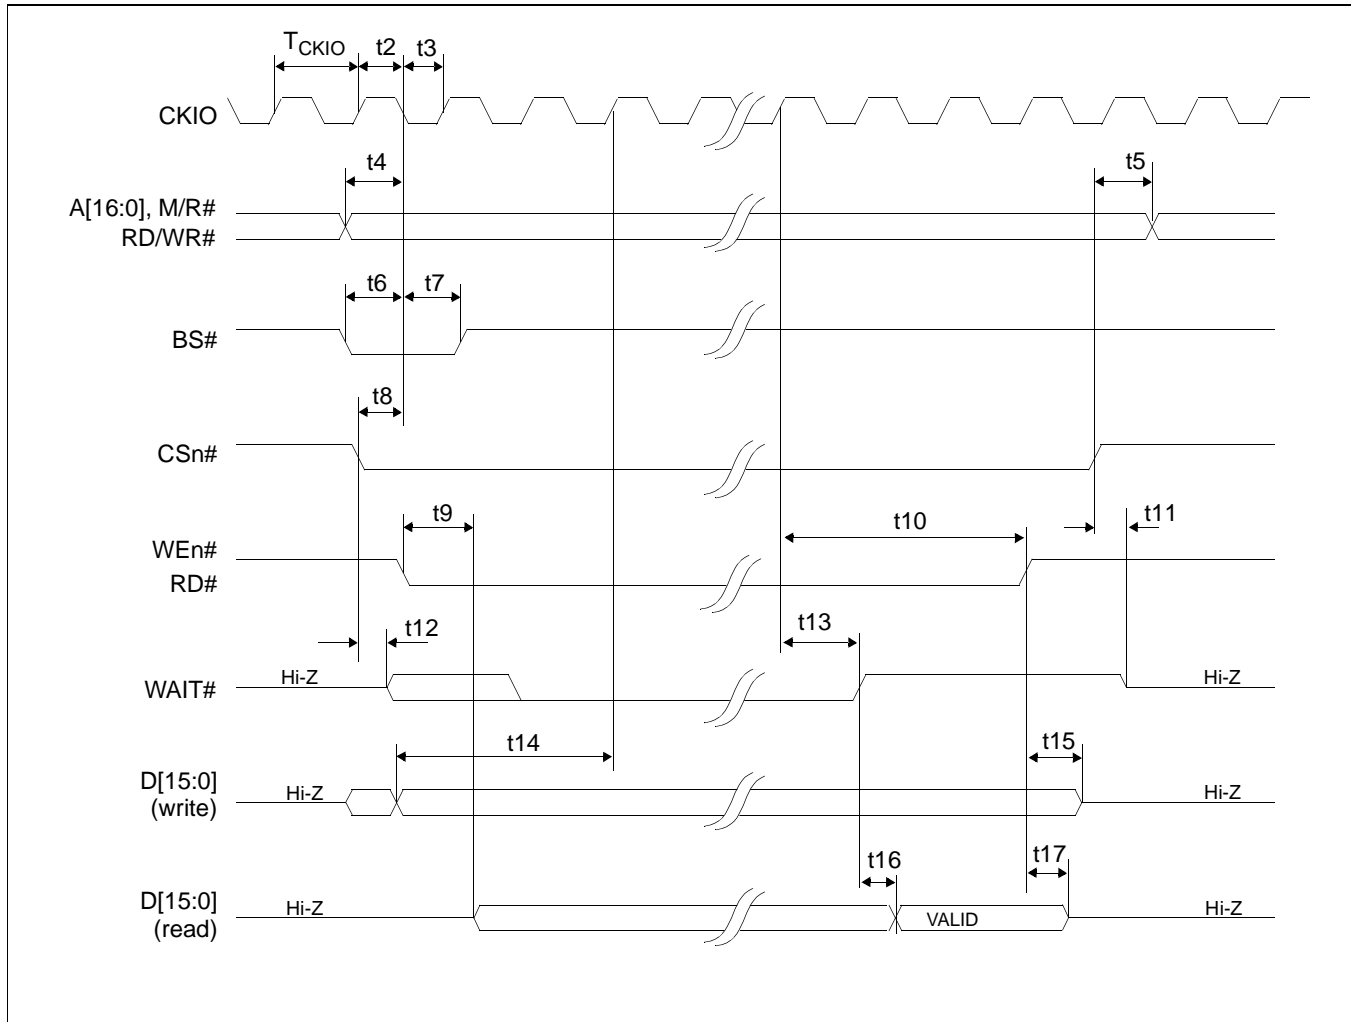 TCKIO t2 t3
CKIO
t4 t5
A[16:0], M/R#
RD/WR#
t6 t7
BS#
t8
CSn#
t9 t10 t11
WEn#
RD#
t12 t13
WAIT# Hi-Z Hi-Z
t14 t15
D[15:0]
(write) Hi-Z Hi-Z
t16 t17
D[15:0]
(read) Hi-Z VALID Hi-Z